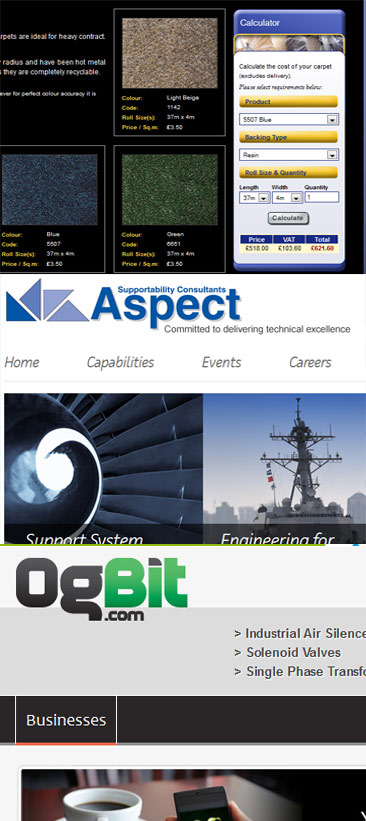 rpets are ideal for heavy contract.
radius and have been hot metal
s they are completely recyclable.
ever for perfect colour accuracy it is
Colour: Light Beige
Code: 1142
Roll Size(s): 37m x 4m
Price / Sq.m: £3.50
Colour: Blue
Code: 5507
Roll Size(s): 37m x 4m
Price / Sq.m: £3.50
Colour: Green
Code: 6651
Roll Size(s): 37m x 4m
Price / Sq.m: £3.50
Calculator
Calculate the cost of your carpet
(excludes delivery).
Please select requirements below:
Product
5507 Blue
Backing Type
Resin
Roll Size & Quantity
Length Width Quantity
37m 4m 1
Calculate
Price VAT Total
£518.00 £103.60 £621.60
Supportability Consultants
Aspect
Committed to delivering technical excellence
Home Capabilities Events Careers
Support System
Engineering for
OgBit
.com
> Industrial Air Silence
> Solenoid Valves
> Single Phase Transfo
Businesses